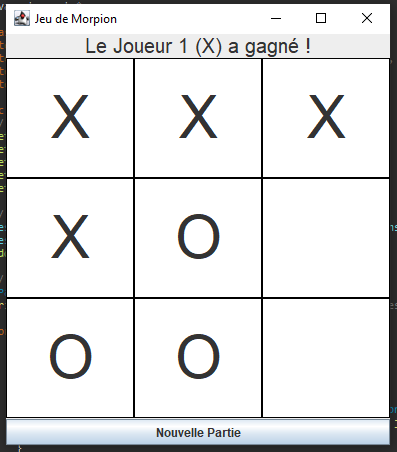 Jeu de Morpion
Le Joueur 1 (X) a gagné !
X X X
X O
O O
Nouvelle Partie